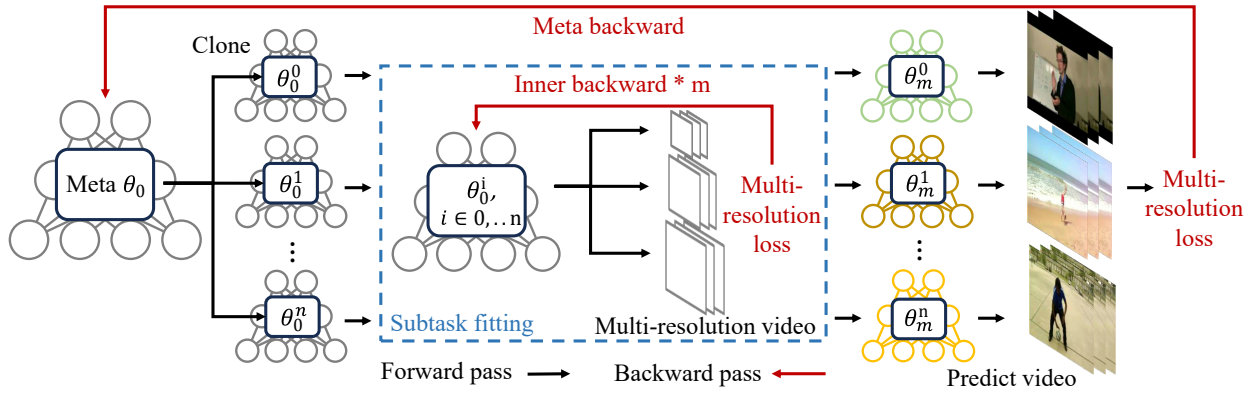 Meta backward
Clone
θ₀⁰
Inner backward * m
θₘ⁰
Meta θ₀
θ₀¹
θ₀ⁱ,
i ∈ 0,..n
Multi-
resolution
loss
θₘ¹
Multi-
resolution
loss
...
...
θ₀ⁿ
Subtask fitting
Multi-resolution video
θₘⁿ
Forward pass
Backward pass
Predict video